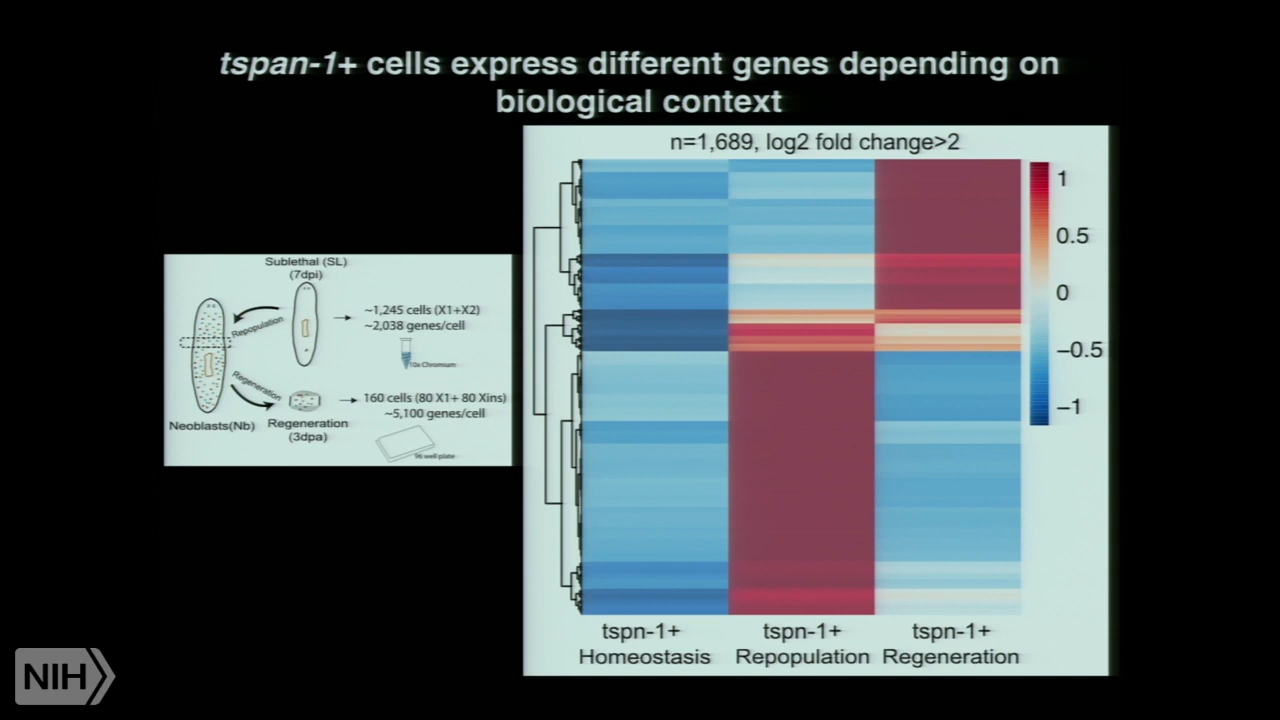 tspan-1+ cells express different genes depending on
biological context
Sublethal (SL)
(7dpi)
Repopulation
~1,245 cells (X1+X2)
~2,038 genes/cell
10x Chromium
Regeneration
160 cells (80 X1+ 80 Xins)
~5,100 genes/cell
Neoblasts(Nb)
Regeneration
(3dpa)
96 well plate
n=1,689, log2 fold change>2
1
0.5
0
−0.5
−1
tspn-1+
Homeostasis
tspn-1+
Repopulation
tspn-1+
Regeneration
NIH